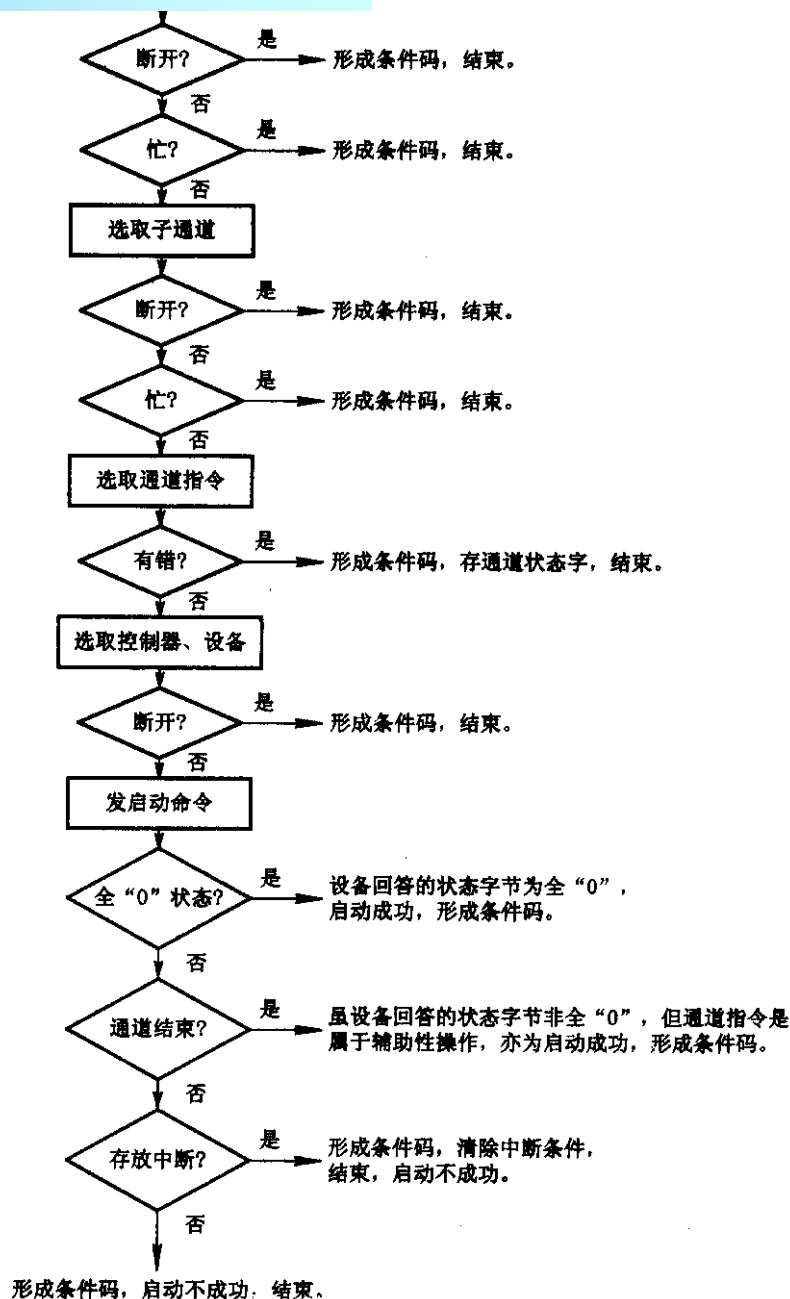 是
断开?
形成条件码，结束。
否
是
忙?
形成条件码，结束。
否
选取子通道
是
断开?
形成条件码，结束。
否
是
忙?
形成条件码，结束。
否
选取通道指令
是
有错?
形成条件码，存通道状态字，结束。
否
选取控制器、设备
是
断开?
形成条件码，结束。
否
发启动命令
是
全“0”状态?
设备回答的状态字节为全“0”，
启动成功，形成条件码。
否
是
通道结束?
虽设备回答的状态字节非全“0”，但通道指令是
属于辅助性操作，亦为启动成功，形成条件码。
否
是
存放中断?
形成条件码，清除中断条件，
结束，启动不成功。
否
形成条件码，启动不成功．结束。